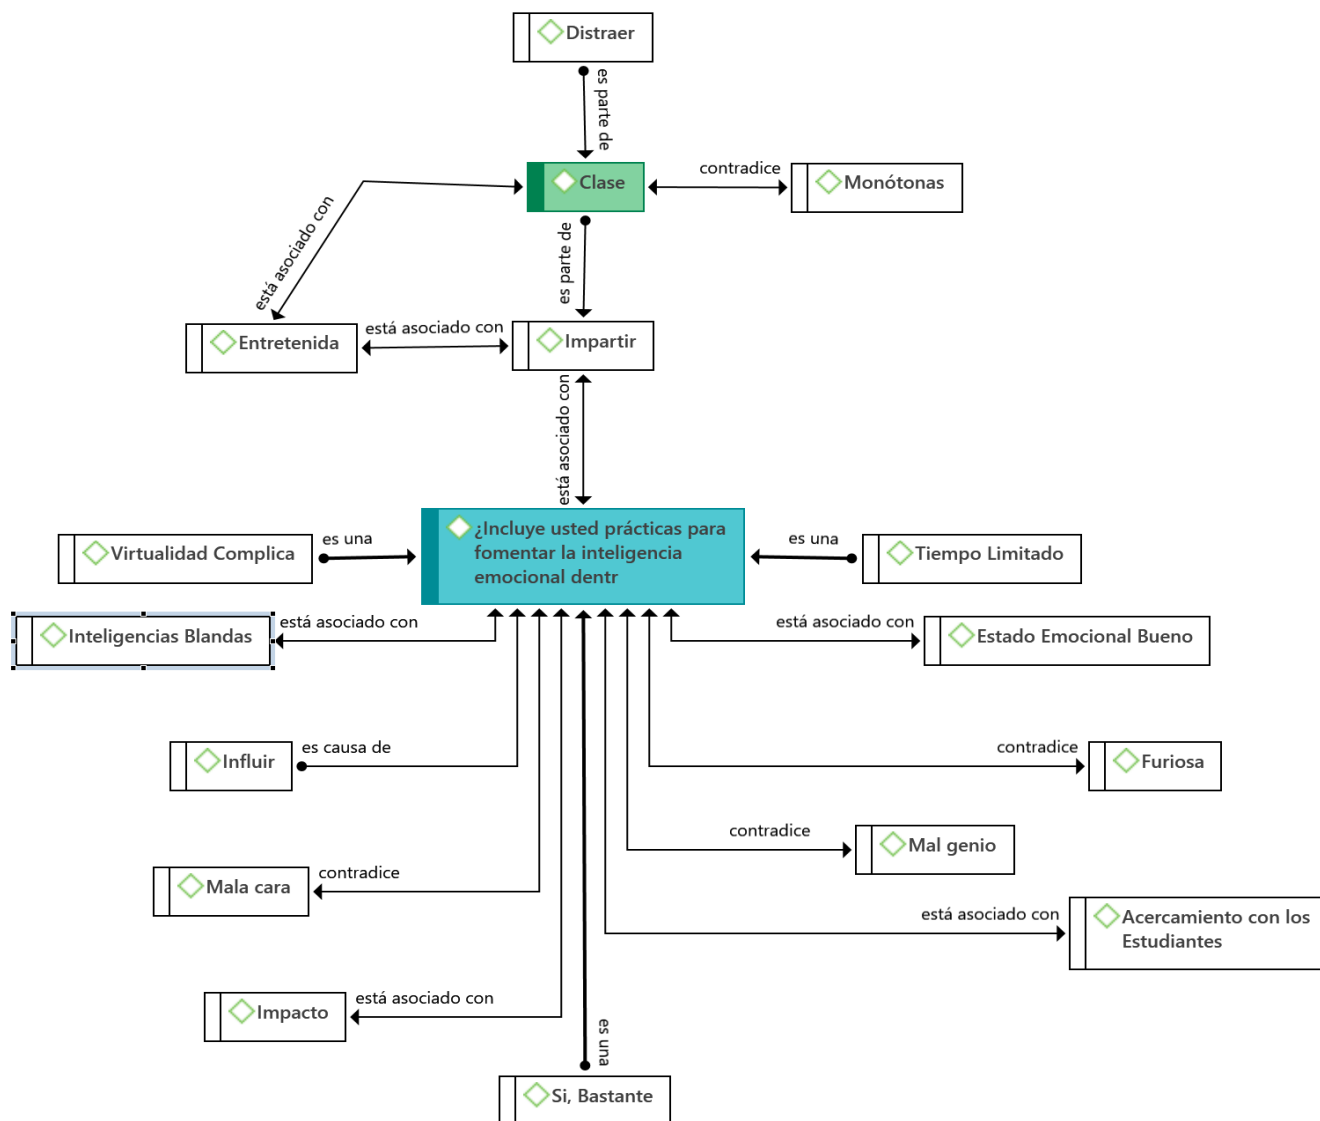 Distraer
es parte de
Clase
contradice
Monótonas
está asociado con
es parte de
Entretenida
está asociado con
Impartir
está asociado con
Virtualidad Complica
es una
¿Incluye usted prácticas para
fomentar la inteligencia
emocional dentr
es una
Tiempo Limitado
Inteligencias Blandas
está asociado con
está asociado con
Estado Emocional Bueno
Influir
es causa de
contradice
Furiosa
contradice
Mal genio
Mala cara
contradice
está asociado con
Acercamiento con los
Estudiantes
Impacto
está asociado con
es una
Si, Bastante